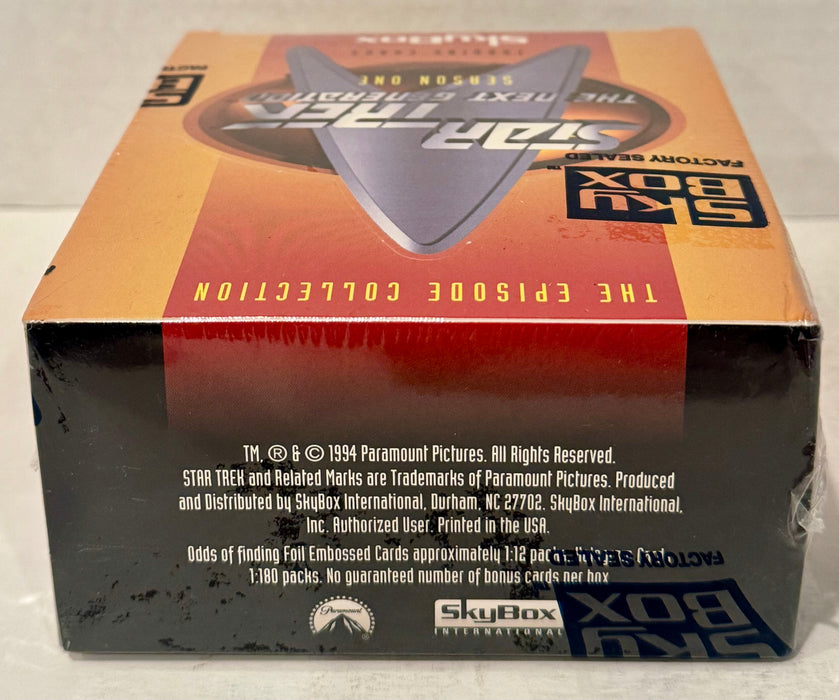 SkyBox
TRADING CARDS
SEASON ONE
THE NEXT GENERATION
STAR TREK
FACTORY SEALED
SKY BOX™
THE EPISODE COLLECTION
TM, ® & © 1994 Paramount Pictures. All Rights Reserved.
STAR TREK and Related Marks are Trademarks of Paramount Pictures. Produced
and Distributed by SkyBox International, Durham, NC 27702. SkyBox International,
Inc. Authorized User. Printed in the USA.
Odds of finding Foil Embossed Cards approximately 1:12 packs,
1:180 packs. No guaranteed number of bonus cards per box
FACTORY SEALED
Paramount
SkyBox
INTERNATIONAL
SKY BOX™